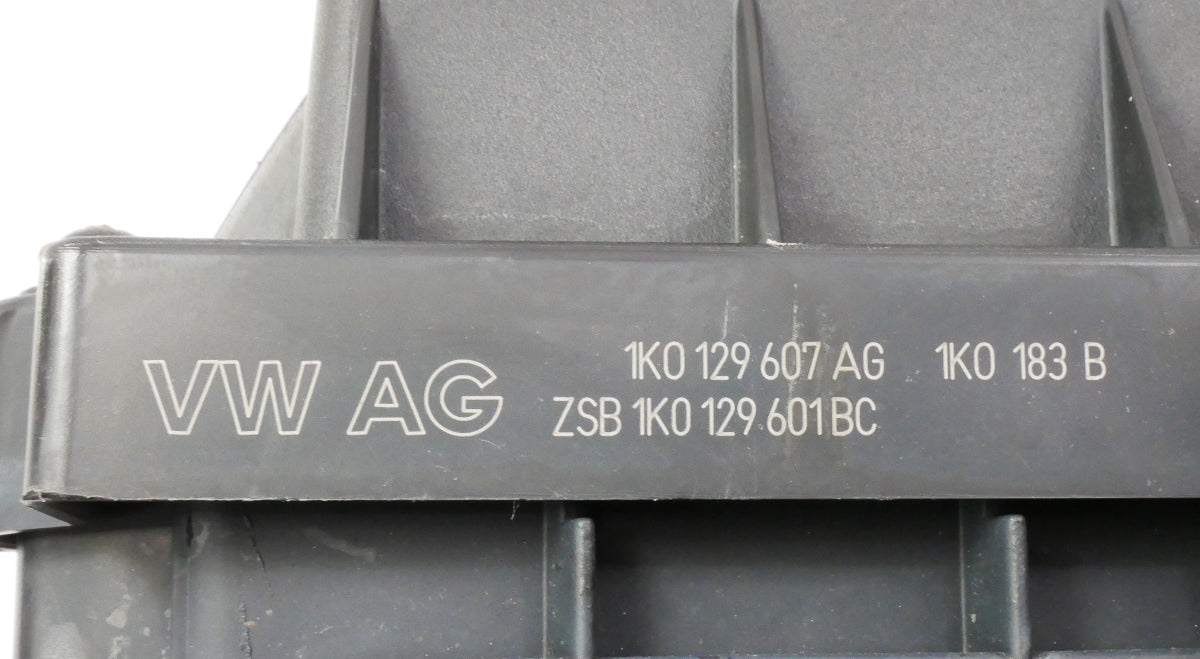 VW AG
1K0 129 607 AG 1K0 183 B
ZSB 1K0 129 601 BC